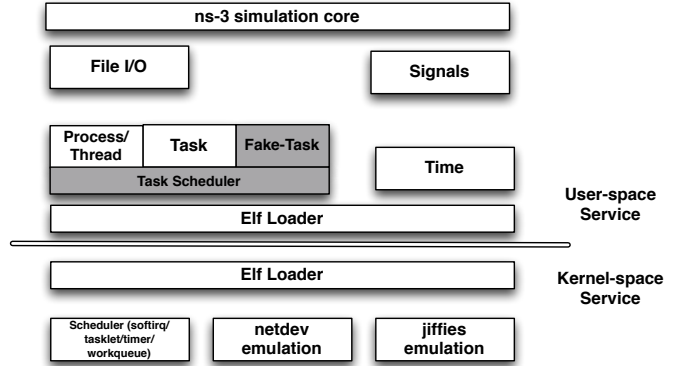 ns-3 simulation core
File I/O
Signals
Process/
Thread
Task
Fake-Task
Task Scheduler
Time
User-space
Service
Elf Loader
Elf Loader
Kernel-space
Service
Scheduler (softirq/
tasklet/timer/
workqueue)
netdev
emulation
jiffies
emulation